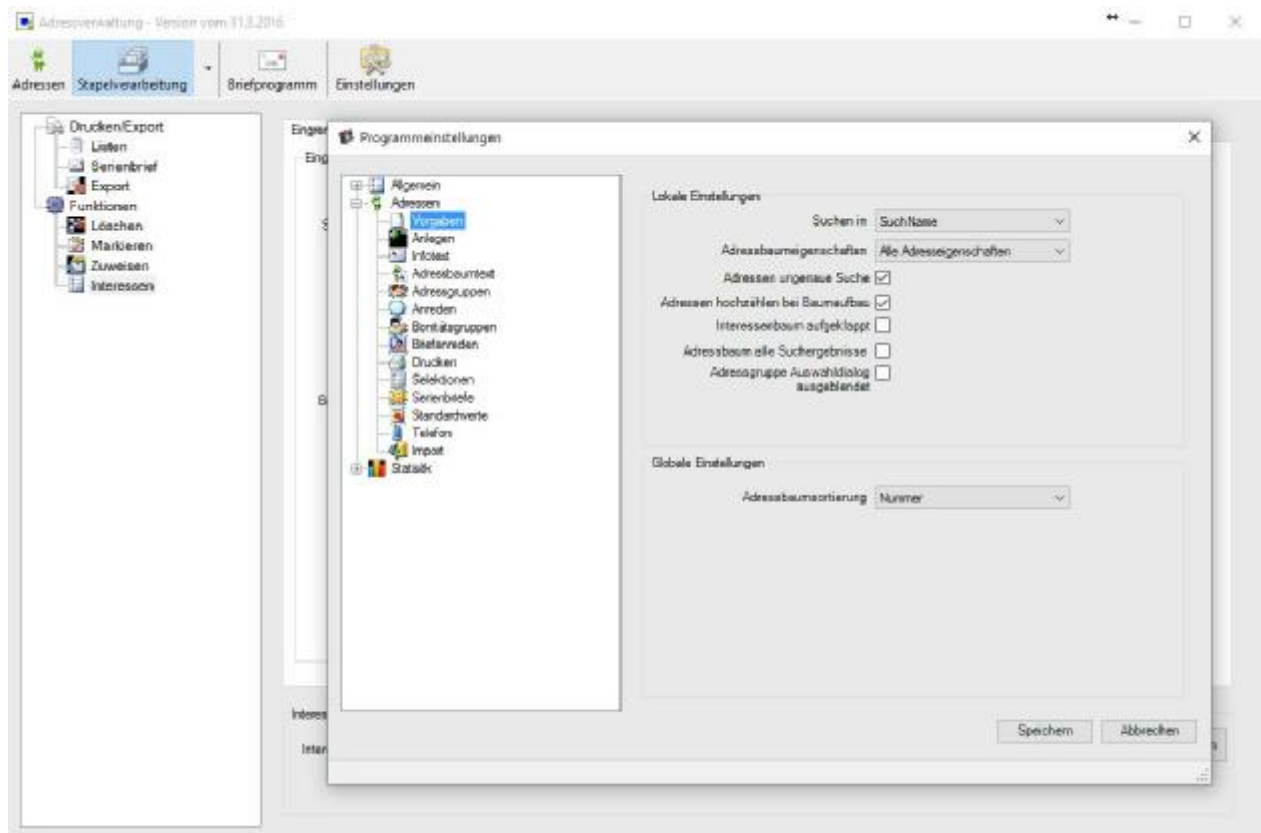 Adressverwaltung - Version vom 31.8.2016
Adressen
Stapelverarbeitung
Briefprogramm
Einstellungen
Drucken/Export
Listen
Serienbrief
Export
Funktionen
Löschen
Markieren
Zuweisen
Interessen
Programmeinstellungen
Allgemein
Adressen
Vorgaben
Anlegen
Infotext
Adressbaumtext
Adressgruppen
Anreden
Bonitätsgruppen
Briefanreden
Drucken
Selektionen
Serienbriefe
Standardwerte
Telefon
Import
Statistik
Lokale Einstellungen
Suchen in SuchName
Adressbaumeigenschaften Alle Adresseigenschaften
Adressen ungenaue Suche
Adressen hochzählen bei Baumaufbau
Interessenbaum aufgeklappt
Adressbaum alle Suchergebnisse
Adressgruppe Auswahldialog
ausgeblendet
Globale Einstellungen
Adressbaumsortierung Nummer
Speichern
Abbrechen